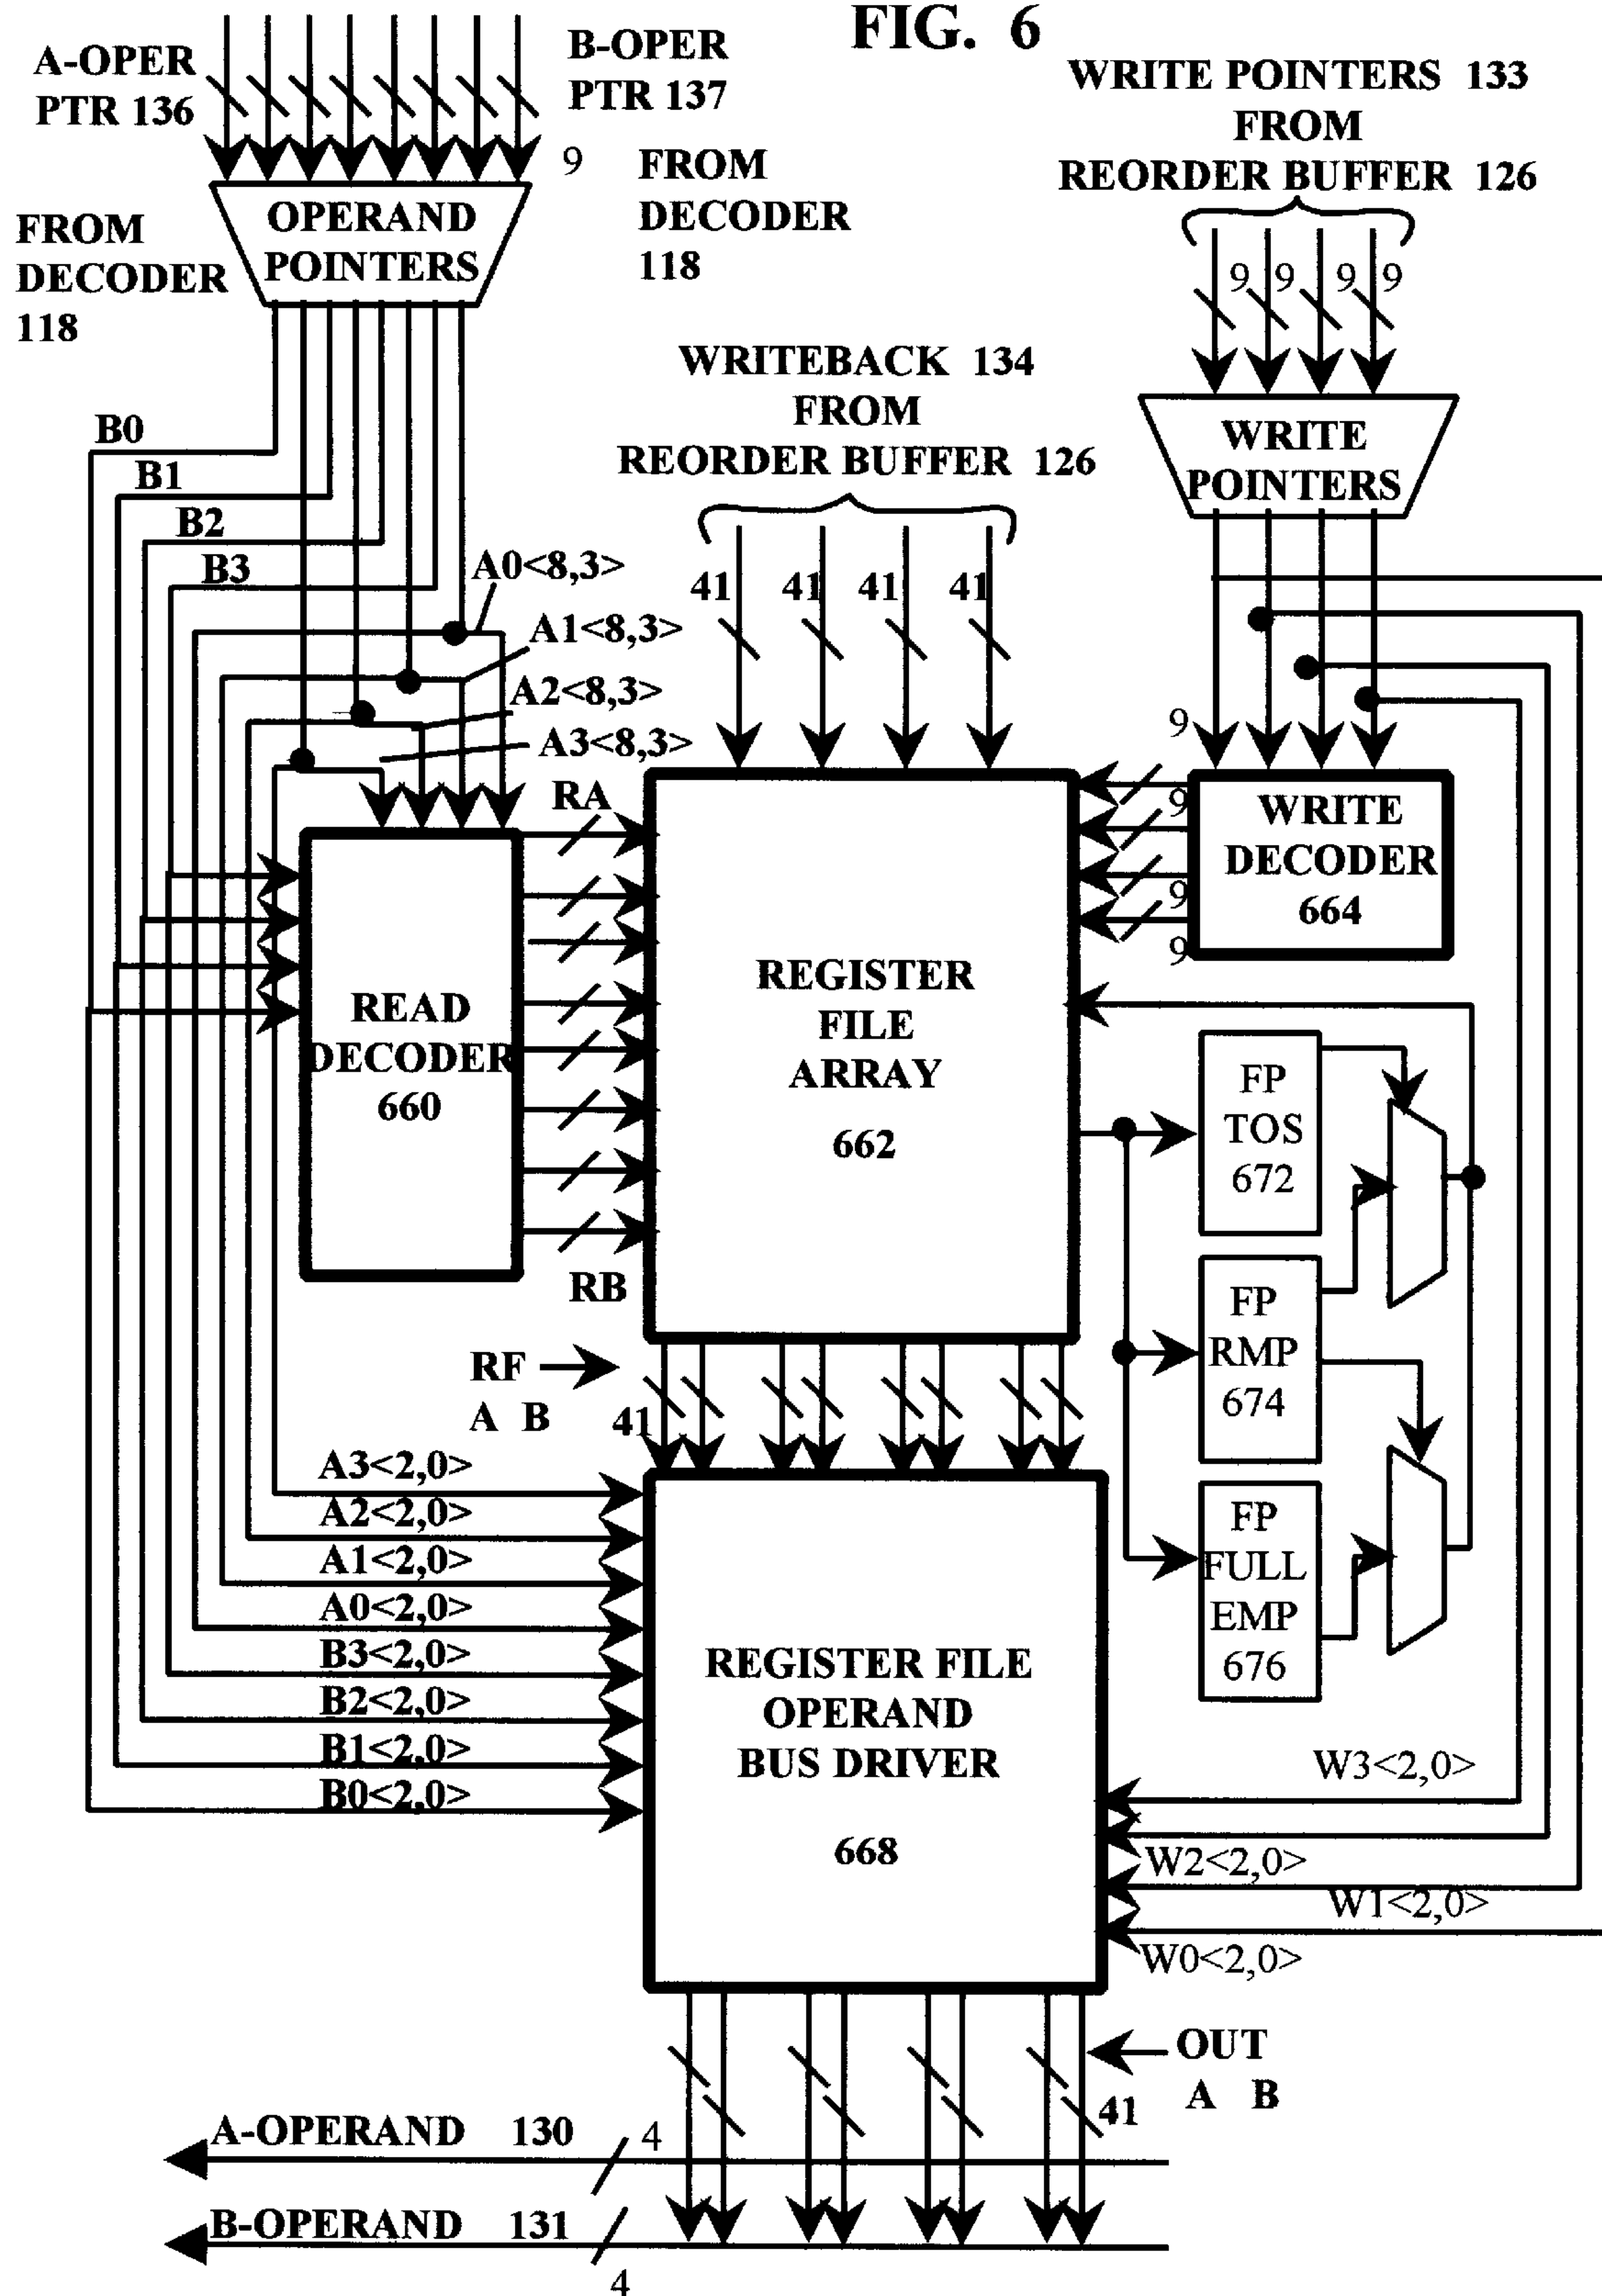 FIG. 6
A-OPER
PTR 136
B-OPER
PTR 137
9
FROM
DECODER
118
FROM
DECODER
118
OPERAND
POINTERS
WRITE POINTERS 133
FROM
REORDER BUFFER 126
9 9 9 9
WRITE
POINTERS
WRITEBACK 134
FROM
REORDER BUFFER 126
41 41 41 41
B0
B1
B2
B3
A0<8,3>
A1<8,3>
A2<8,3>
A3<8,3>
9
RA
READ
DECODER
660
RB
REGISTER
FILE
ARRAY
662
9
9
9
WRITE
DECODER
664
FP
TOS
672
FP
RMP
674
FP
FULL
EMP
676
RF
A B
41
A3<2,0>
A2<2,0>
A1<2,0>
A0<2,0>
B3<2,0>
B2<2,0>
B1<2,0>
B0<2,0>
REGISTER FILE
OPERAND
BUS DRIVER
668
W3<2,0>
W2<2,0>
W1<2,0>
W0<2,0>
OUT
A B
41
A-OPERAND 130
4
B-OPERAND 131
4